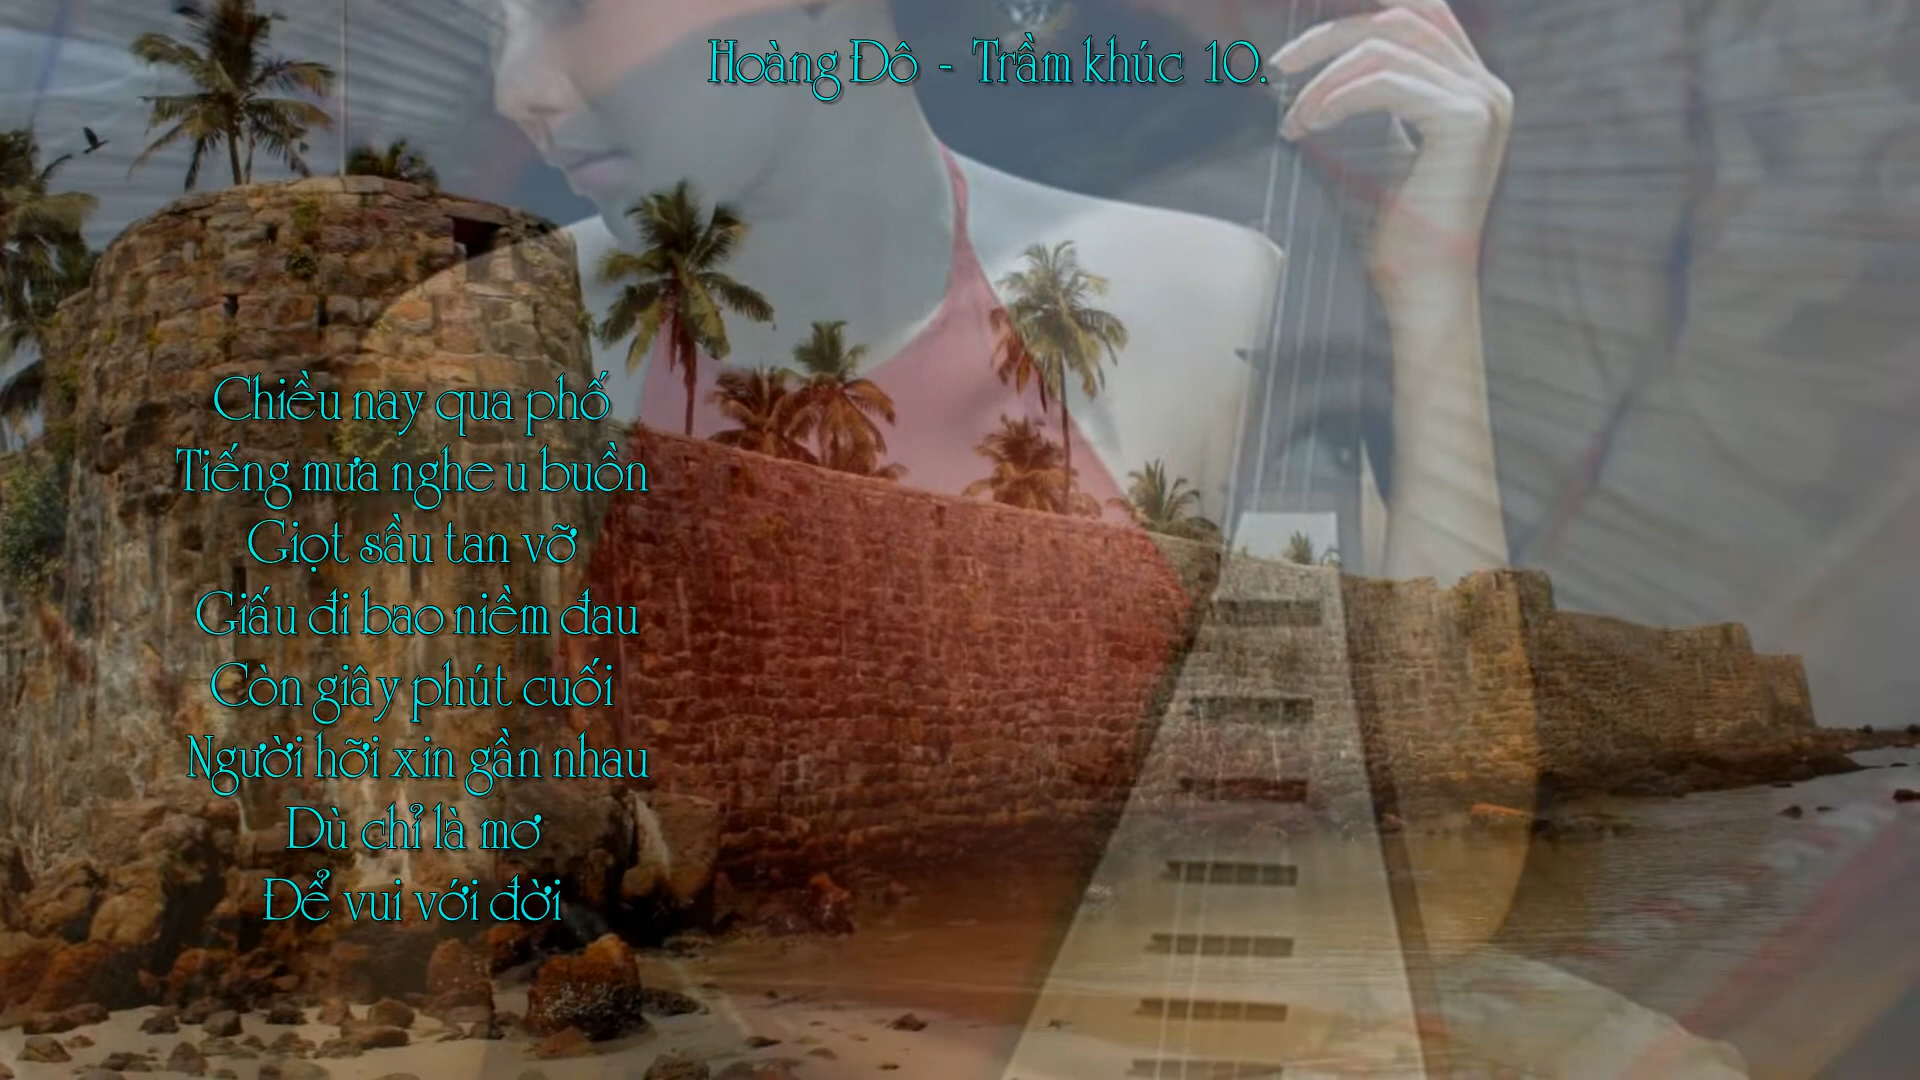 Hoàng Đô - Trầm khúc 10.
Chiều nay qua phố
Tiếng mưa nghe u buồn
Giọt sầu tan vỡ
Giấu đi bao niềm đau
Còn giây phút cuối
Người hỡi xin gần nhau
Dù chỉ là mơ
Để vui với đời